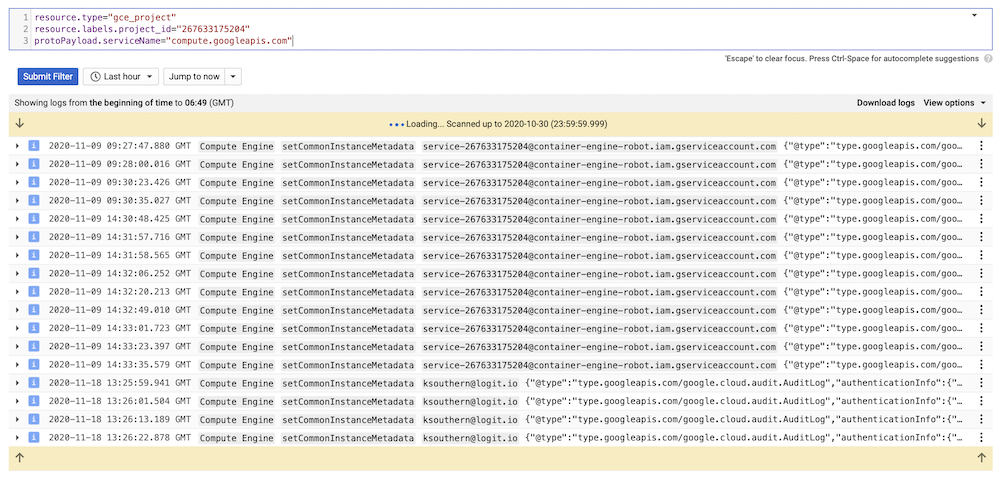 1 resource.type="gce_project"
2 resource.labels.project_id="267633175204"
3 protoPayload.serviceName="compute.googleapis.com"
'Escape' to clear focus. Press Ctrl-Space for autocomplete suggestions ?
Submit Filter Last hour Jump to now
Showing logs from the beginning of time to 06:49 (GMT) Download logs View options
Loading... Scanned up to 2020-10-30 (23:59:59.999)
i 2020-11-09 09:27:47.880 GMT Compute Engine setCommonInstanceMetadata service-267633175204@container-engine-robot.iam.gserviceaccount.com {"@type":"type.googleapis.com/goo…
i 2020-11-09 09:28:00.016 GMT Compute Engine setCommonInstanceMetadata service-267633175204@container-engine-robot.iam.gserviceaccount.com {"@type":"type.googleapis.com/goo…
i 2020-11-09 09:30:23.426 GMT Compute Engine setCommonInstanceMetadata service-267633175204@container-engine-robot.iam.gserviceaccount.com {"@type":"type.googleapis.com/goo…
i 2020-11-09 09:30:35.027 GMT Compute Engine setCommonInstanceMetadata service-267633175204@container-engine-robot.iam.gserviceaccount.com {"@type":"type.googleapis.com/goo…
i 2020-11-09 14:30:48.425 GMT Compute Engine setCommonInstanceMetadata service-267633175204@container-engine-robot.iam.gserviceaccount.com {"@type":"type.googleapis.com/goo…
i 2020-11-09 14:31:57.716 GMT Compute Engine setCommonInstanceMetadata service-267633175204@container-engine-robot.iam.gserviceaccount.com {"@type":"type.googleapis.com/goo…
i 2020-11-09 14:31:58.565 GMT Compute Engine setCommonInstanceMetadata service-267633175204@container-engine-robot.iam.gserviceaccount.com {"@type":"type.googleapis.com/goo…
i 2020-11-09 14:32:06.252 GMT Compute Engine setCommonInstanceMetadata service-267633175204@container-engine-robot.iam.gserviceaccount.com {"@type":"type.googleapis.com/goo…
i 2020-11-09 14:32:20.213 GMT Compute Engine setCommonInstanceMetadata service-267633175204@container-engine-robot.iam.gserviceaccount.com {"@type":"type.googleapis.com/goo…
i 2020-11-09 14:32:49.010 GMT Compute Engine setCommonInstanceMetadata service-267633175204@container-engine-robot.iam.gserviceaccount.com {"@type":"type.googleapis.com/goo…
i 2020-11-09 14:33:01.723 GMT Compute Engine setCommonInstanceMetadata service-267633175204@container-engine-robot.iam.gserviceaccount.com {"@type":"type.googleapis.com/goo…
i 2020-11-09 14:33:23.397 GMT Compute Engine setCommonInstanceMetadata service-267633175204@container-engine-robot.iam.gserviceaccount.com {"@type":"type.googleapis.com/goo…
i 2020-11-09 14:33:35.579 GMT Compute Engine setCommonInstanceMetadata service-267633175204@container-engine-robot.iam.gserviceaccount.com {"@type":"type.googleapis.com/goo…
i 2020-11-18 13:25:59.941 GMT Compute Engine setCommonInstanceMetadata ksouthern@logit.io {"@type":"type.googleapis.com/google.cloud.audit.AuditLog","authenticationInfo":{"…
i 2020-11-18 13:26:01.504 GMT Compute Engine setCommonInstanceMetadata ksouthern@logit.io {"@type":"type.googleapis.com/google.cloud.audit.AuditLog","authenticationInfo":{"…
i 2020-11-18 13:26:13.189 GMT Compute Engine setCommonInstanceMetadata ksouthern@logit.io {"@type":"type.googleapis.com/google.cloud.audit.AuditLog","authenticationInfo":{"…
i 2020-11-18 13:26:22.878 GMT Compute Engine setCommonInstanceMetadata ksouthern@logit.io {"@type":"type.googleapis.com/google.cloud.audit.AuditLog","authenticationInfo":{"…